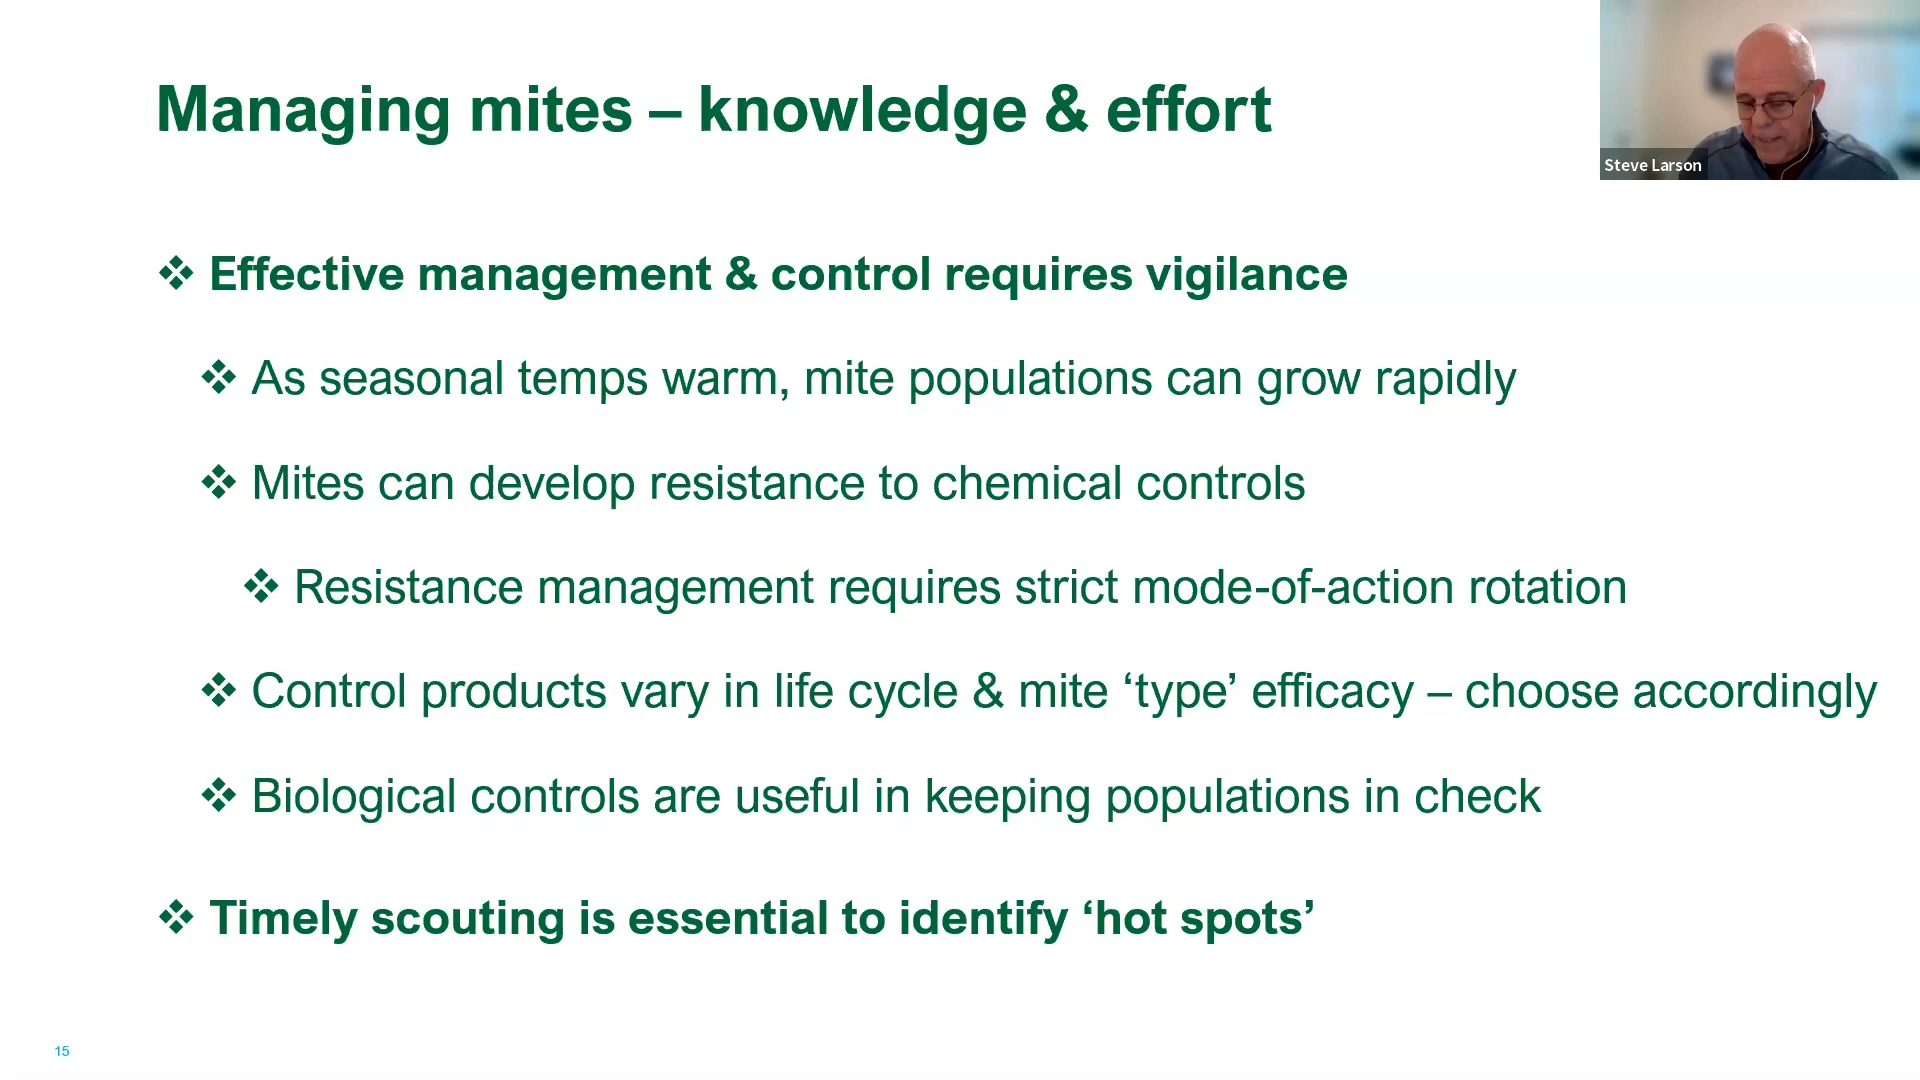 Managing mites – knowledge & effort
Steve Larson
❖ Effective management & control requires vigilance
❖ As seasonal temps warm, mite populations can grow rapidly
❖ Mites can develop resistance to chemical controls
❖ Resistance management requires strict mode-of-action rotation
❖ Control products vary in life cycle & mite ‘type’ efficacy – choose accordingly
❖ Biological controls are useful in keeping populations in check
❖ Timely scouting is essential to identify ‘hot spots’
15